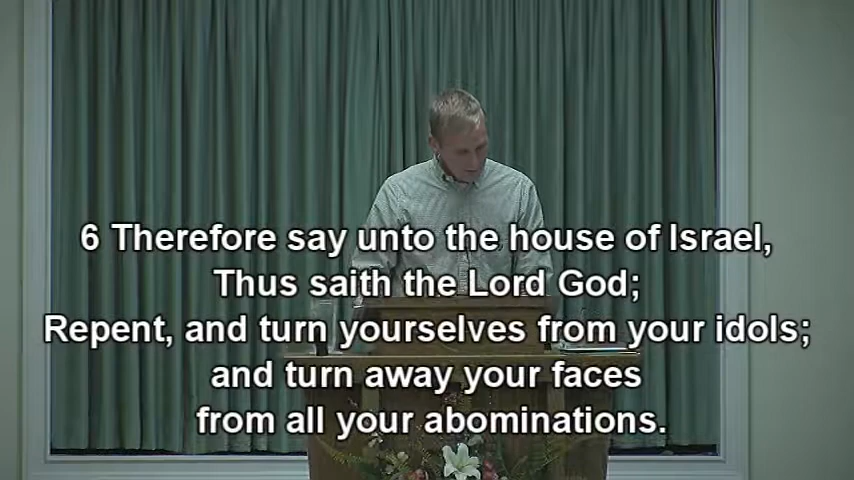 6 Therefore say unto the house of Israel,
Thus saith the Lord God;
Repent, and turn yourselves from your idols;
and turn away your faces
from all your abominations.